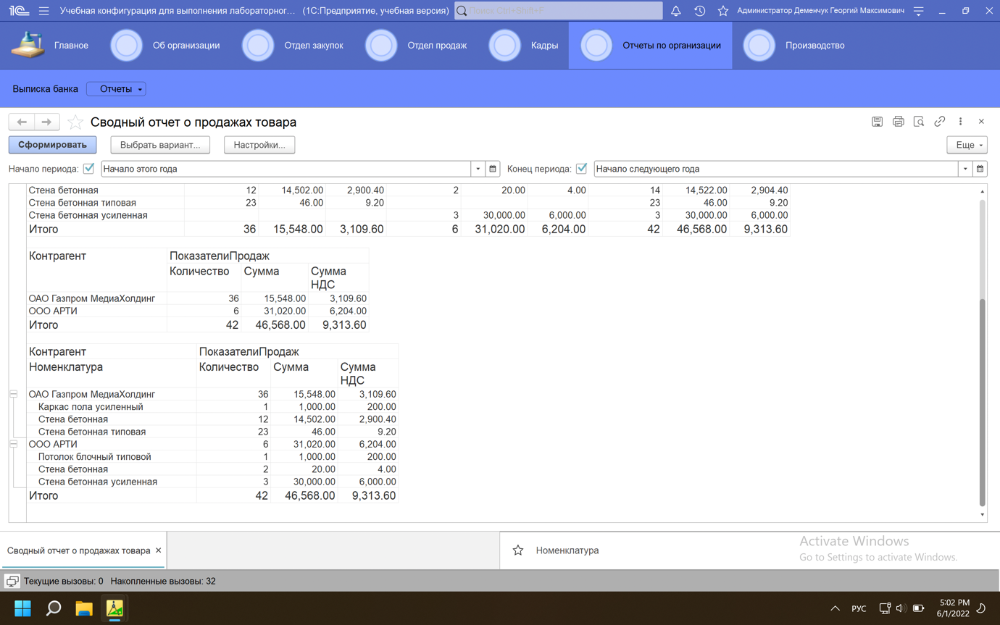 1С Учебная конфигурация для выполнения лабораторног... (1С:Предприятие, учебная версия) Поиск Ctrl+Shift+F Администратор Деменчук Георгий Максимович
Главное Об организации Отдел закупок Отдел продаж Кадры Отчеты по организации Производство
Выписка банка Отчеты
Сводный отчет о продажах товара
Сформировать Выбрать вариант... Настройки... Еще
Начало периода: Начало этого года Конец периода: Начало следующего года
Стена бетонная 12 14,502.00 2,900.40 2 20.00 4.00 14 14,522.00 2,904.40
Стена бетонная типовая 23 46.00 9.20 23 46.00 9.20
Стена бетонная усиленная 3 30,000.00 6,000.00 3 30,000.00 6,000.00
Итого 36 15,548.00 3,109.60 6 31,020.00 6,204.00 42 46,568.00 9,313.60
Контрагент ПоказателиПродаж
Количество Сумма Сумма
НДС
ОАО Газпром МедиаХолдинг 36 15,548.00 3,109.60
ООО АРТИ 6 31,020.00 6,204.00
Итого 42 46,568.00 9,313.60
Контрагент ПоказателиПродаж
Номенклатура Количество Сумма Сумма
НДС
ОАО Газпром МедиаХолдинг 36 15,548.00 3,109.60
Каркас пола усиленный 1 1,000.00 200.00
Стена бетонная 12 14,502.00 2,900.40
Стена бетонная типовая 23 46.00 9.20
ООО АРТИ 6 31,020.00 6,204.00
Потолок блочный типовой 1 1,000.00 200.00
Стена бетонная 2 20.00 4.00
Стена бетонная усиленная 3 30,000.00 6,000.00
Итого 42 46,568.00 9,313.60
Сводный отчет о продажах товара Номенклатура
Activate Windows
Go to Settings to activate Windows.
Текущие вызовы: 0 Накопленные вызовы: 32
РУС 5:02 PM
6/1/2022